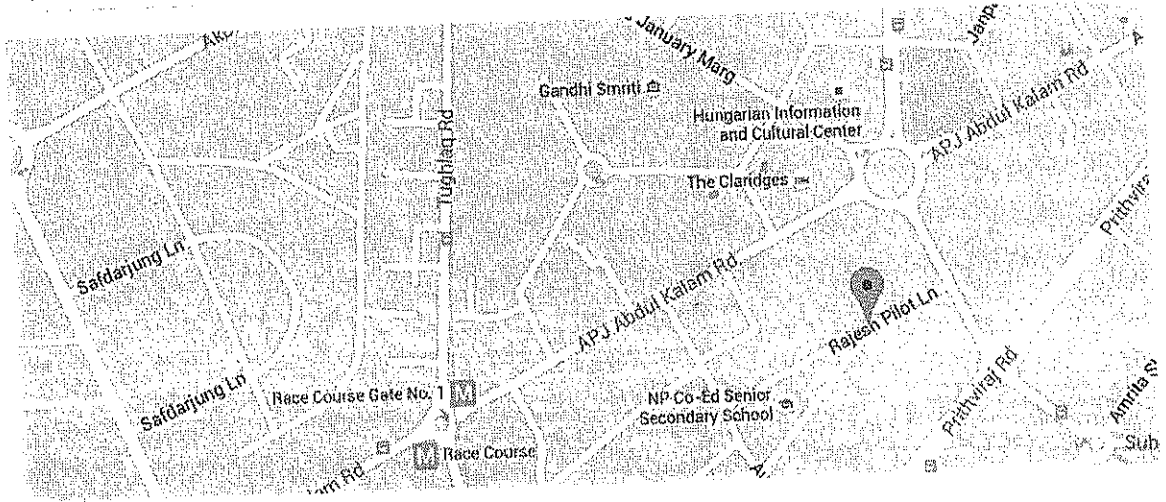 January Marg
Gandhi Smriti
Tughlaq Rd
Hungarian Information
and Cultural Center
APJ Abdul Kalam Rd
The Claridges
Safdarjung Ln
APJ Abdul Kalam Rd
Rajesh Pilot Ln
Safdarjung Ln
Race Course Gate No. 1
M
NP Co-Ed Senior
Secondary School
Prithviraj Rd
M
Race Course